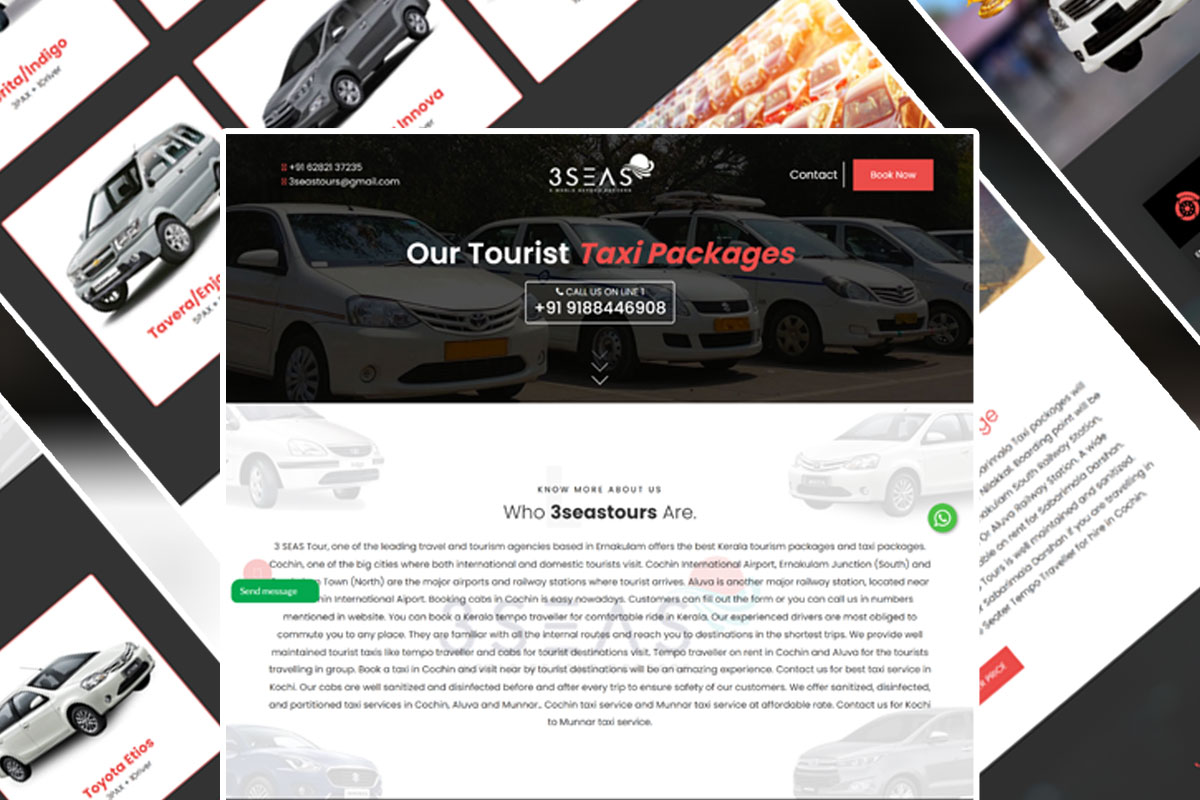 /Indigo
3PAX + 1Driver
Innova
Tavera/Enjo
5PAX +
Toyota Etios
3PAX + 1Driver
+91 62821 37235
3seastours@gmail.com
3SEAS
A WORLD BEYOND PARDENS
Contact
Book Now
Our Tourist Taxi Packages
CALL US ON LINE 1
+91 9188446908
KNOW MORE ABOUT US
Who 3seastours Are.
3 SEAS Tour, one of the leading travel and tourism agencies based in Ernakulam offers the best Kerala tourism packages and taxi packages.
Cochin, one of the big cities where both international and domestic tourists visit. Cochin International Airport, Ernakulam Junction (South) and
Town (North) are the major airports and railway stations where tourist arrives. Aluva is another major railway station, located near
hin International Aiport. Booking cabs in Cochin is easy nowadays. Customers can fill out the form or you can call us in numbers
mentioned in website. You can book a Kerala tempo traveller for comfortable ride in Kerala. Our experienced drivers are most obliged to
commute you to any place. They are familiar with all the internal routes and reach you to destinations in the shortest trips. We provide well
maintained tourist taxis like tempo traveller and cabs for tourist destinations visit. Tempo traveller on rent in Cochin and Aluva for the tourists
travelling in group. Book a taxi in Cochin and visit near by tourist destinations will be an amazing experience. Contact us for best taxi service in
Kochi. Our cabs are well sanitized and disinfected before and after every trip to ensure safety of our customers. We offer sanitized, disinfected,
and partitioned taxi services in Cochin, Aluva and Munnar,. Cochin taxi service and Munnar taxi service at affordable rate. Contact us for Kochi
to Munnar taxi service.
Send message
3SEAS
ge
arimala Taxi packages will
Nilakkal. Boarding point will be
nakulam South Railway Station,
Or Aluva Railway Station. A wide
able on rent for Sabarimala Darshan.
Tours is well maintained and sanitized.
r Sabarimala Darshan if you are travelling in
Seater Tempo Traveller for hire in Cochin.
R PRICE